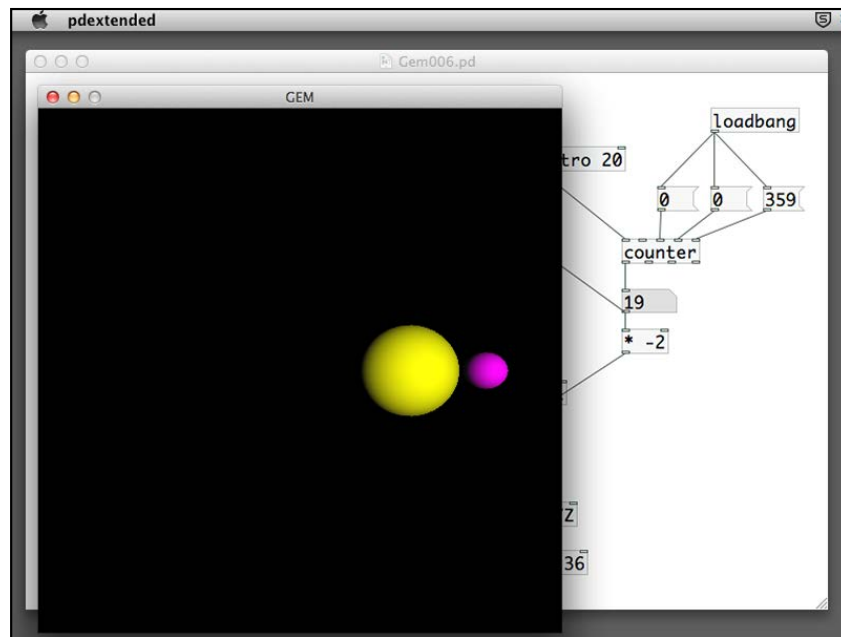 pdextended
Gem006.pd
GEM
loadbang
tro 20
0
0
359
counter
19
* -2
Z
36